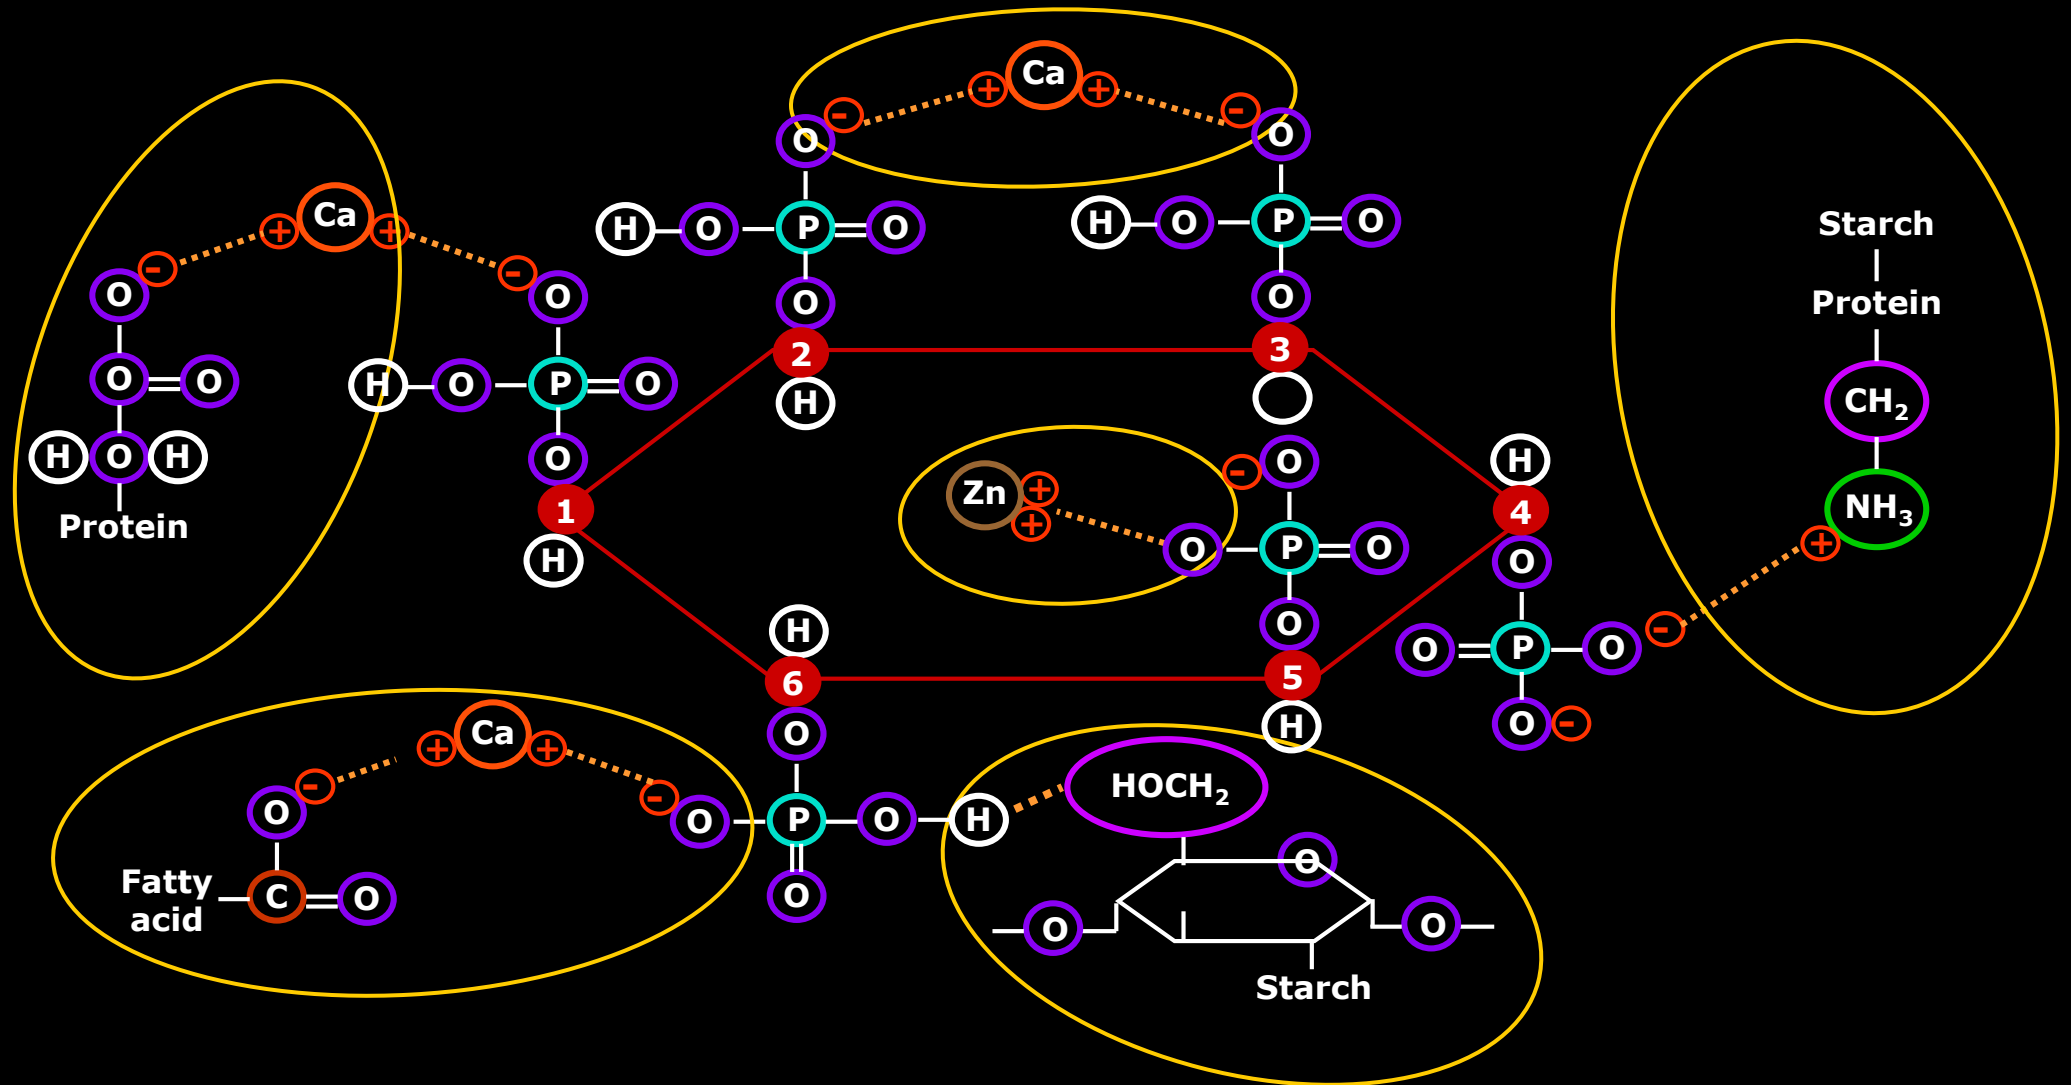 Ca
+ +
- -
O O
H O P O
H O P O
O O
Ca
+ +
- -
O O
O O
H O H
Protein
H O P O
O
2 3
H
1
H
Zn
+
+
- O
O P O
O
H
4
O
O P O -
O -
Starch
Protein
CH₂
NH₃
+
H
6 5
H
O
Ca
+ +
- -
O O P O H
O
Fatty
acid
C O
HOCH₂
O
O O
Starch